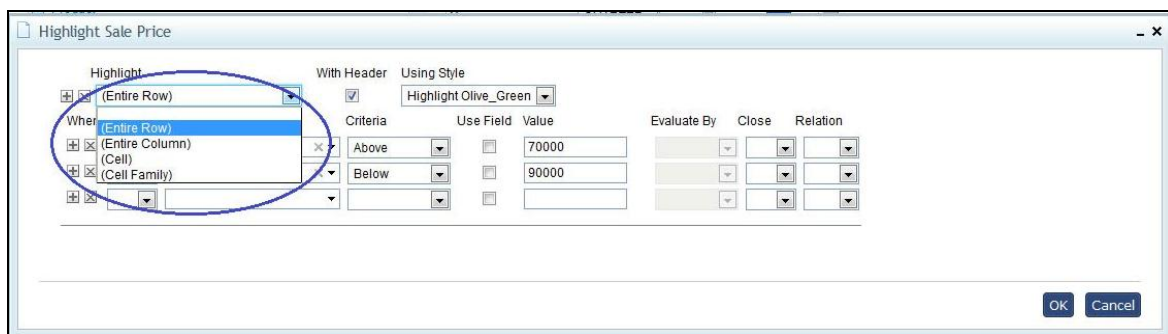 Highlight Sale Price
Highlight With Header Using Style
(Entire Row) Highlight Olive_Green
Criteria Use Field Value Evaluate By Close Relation
(Entire Row)
(Entire Column) Above 70000
(Cell)
(Cell Family) Below 90000
OK Cancel